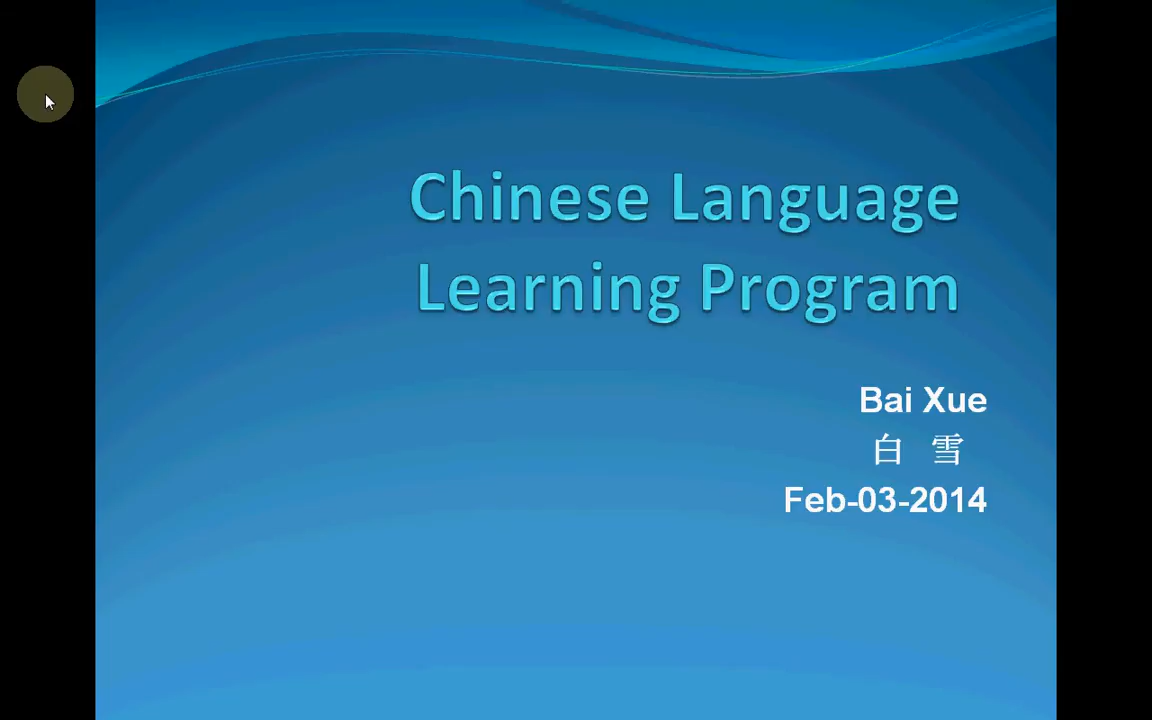 Chinese Language
Learning Program
Bai Xue
白 雪
Feb-03-2014